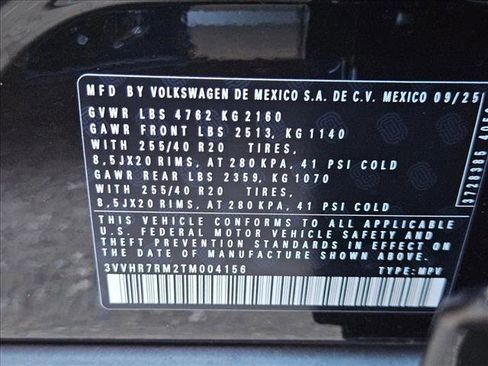 MFD BY VOLKSWAGEN DE MEXICO S.A. DE C.V. MEXICO 09/25
GVWR LBS 4762 KG 2160
GAWR FRONT LBS 2513, KG 1140
WITH 255/40 R20 TIRES,
8,5JX20 RIMS, AT 280 KPA, 41 PSI COLD
GAWR REAR LBS 2359, KG 1070
WITH 255/40 R20 TIRES,
8,5JX20 RIMS, AT 280 KPA, 41 PSI COLD
THIS VEHICLE CONFORMS TO ALL APPLICABLE
U.S. FEDERAL MOTOR VEHICLE SAFETY AND
THEFT PREVENTION STANDARDS IN EFFECT ON
THE DATE OF MANUFACTURE SHOWN ABOVE.
3VVHR7RM2TM004156 TYPE: MPV
3728385